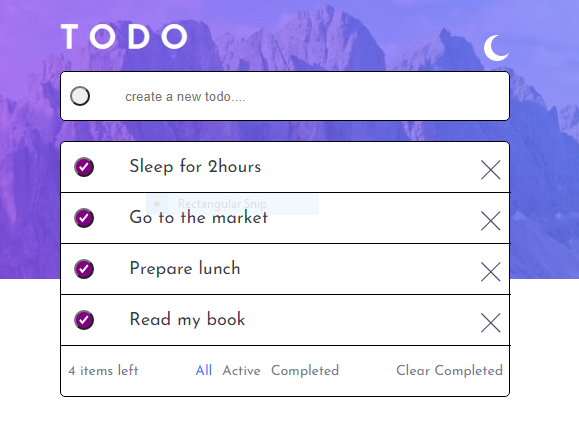 TODO
create a new todo....
Sleep for 2hours
Rectangular Snip
Go to the market
Prepare lunch
Read my book
4 items left All Active Completed Clear Completed